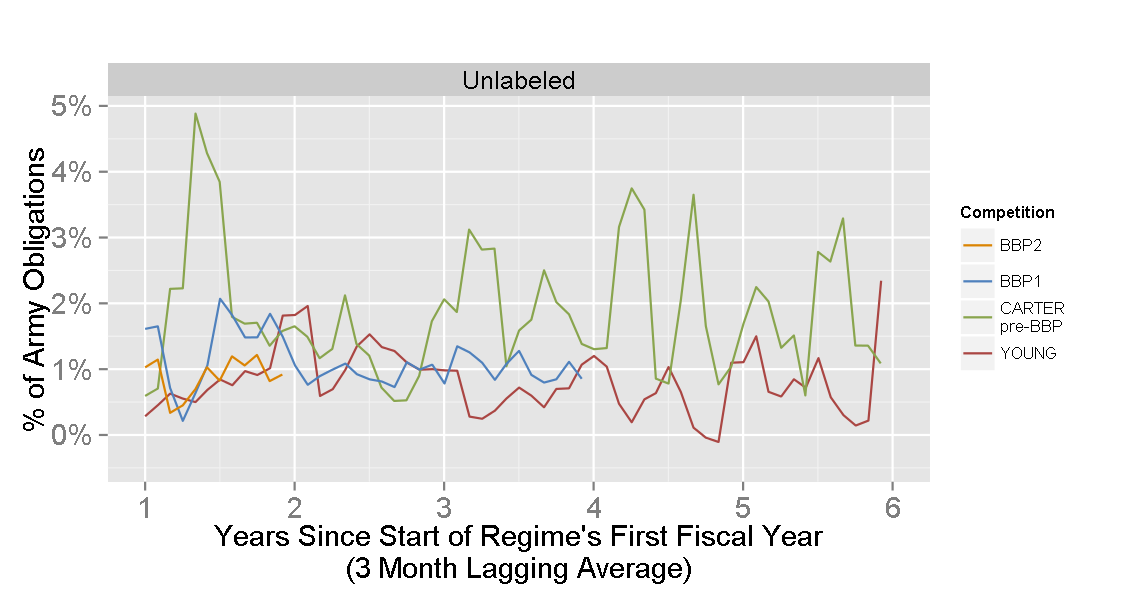 Unlabeled
5%
4%
3%
2%
1%
0%
% of Army Obligations
1 2 3 4 5 6
Years Since Start of Regime's First Fiscal Year
(3 Month Lagging Average)
Competition
BBP2
BBP1
CARTER
pre-BBP
YOUNG